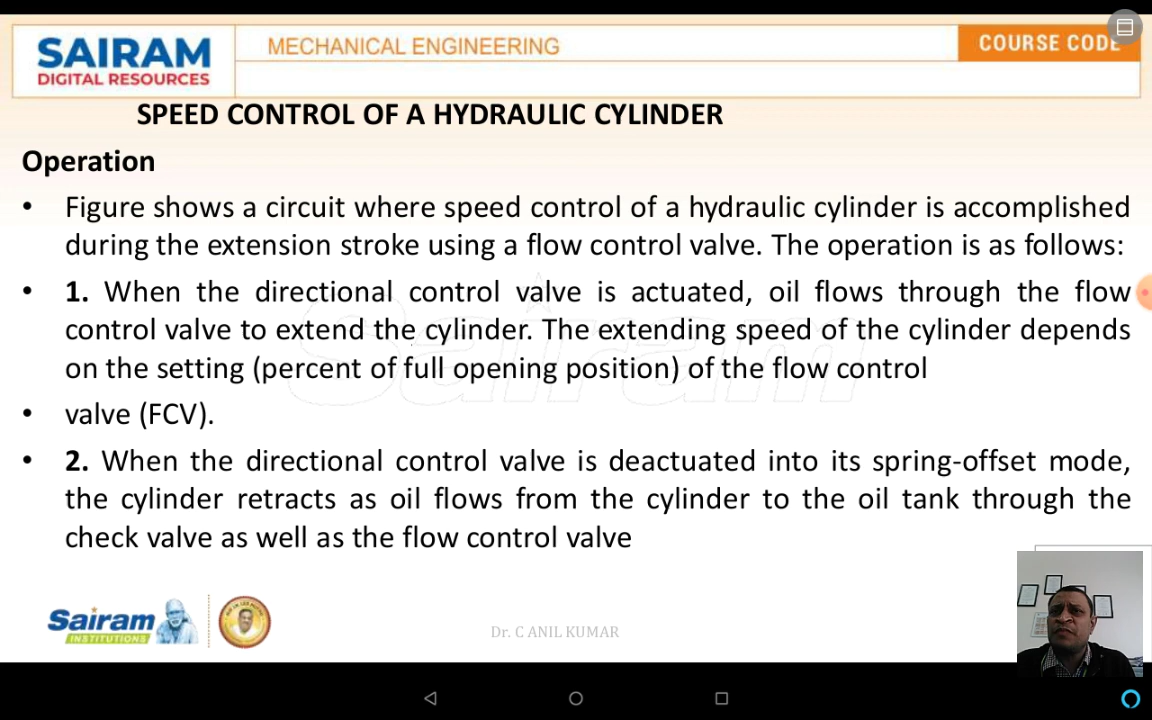 SAIRAM
DIGITAL RESOURCES
MECHANICAL ENGINEERING
COURSE CODE
SPEED CONTROL OF A HYDRAULIC CYLINDER
Operation
• Figure shows a circuit where speed control of a hydraulic cylinder is accomplished
during the extension stroke using a flow control valve. The operation is as follows:
• 1. When the directional control valve is actuated, oil flows through the flow
control valve to extend the cylinder. The extending speed of the cylinder depends
on the setting (percent of full opening position) of the flow control
• valve (FCV).
• 2. When the directional control valve is deactuated into its spring-offset mode,
the cylinder retracts as oil flows from the cylinder to the oil tank through the
check valve as well as the flow control valve
Sairam
Sairam
INSTITUTIONS
Dr. C ANIL KUMAR